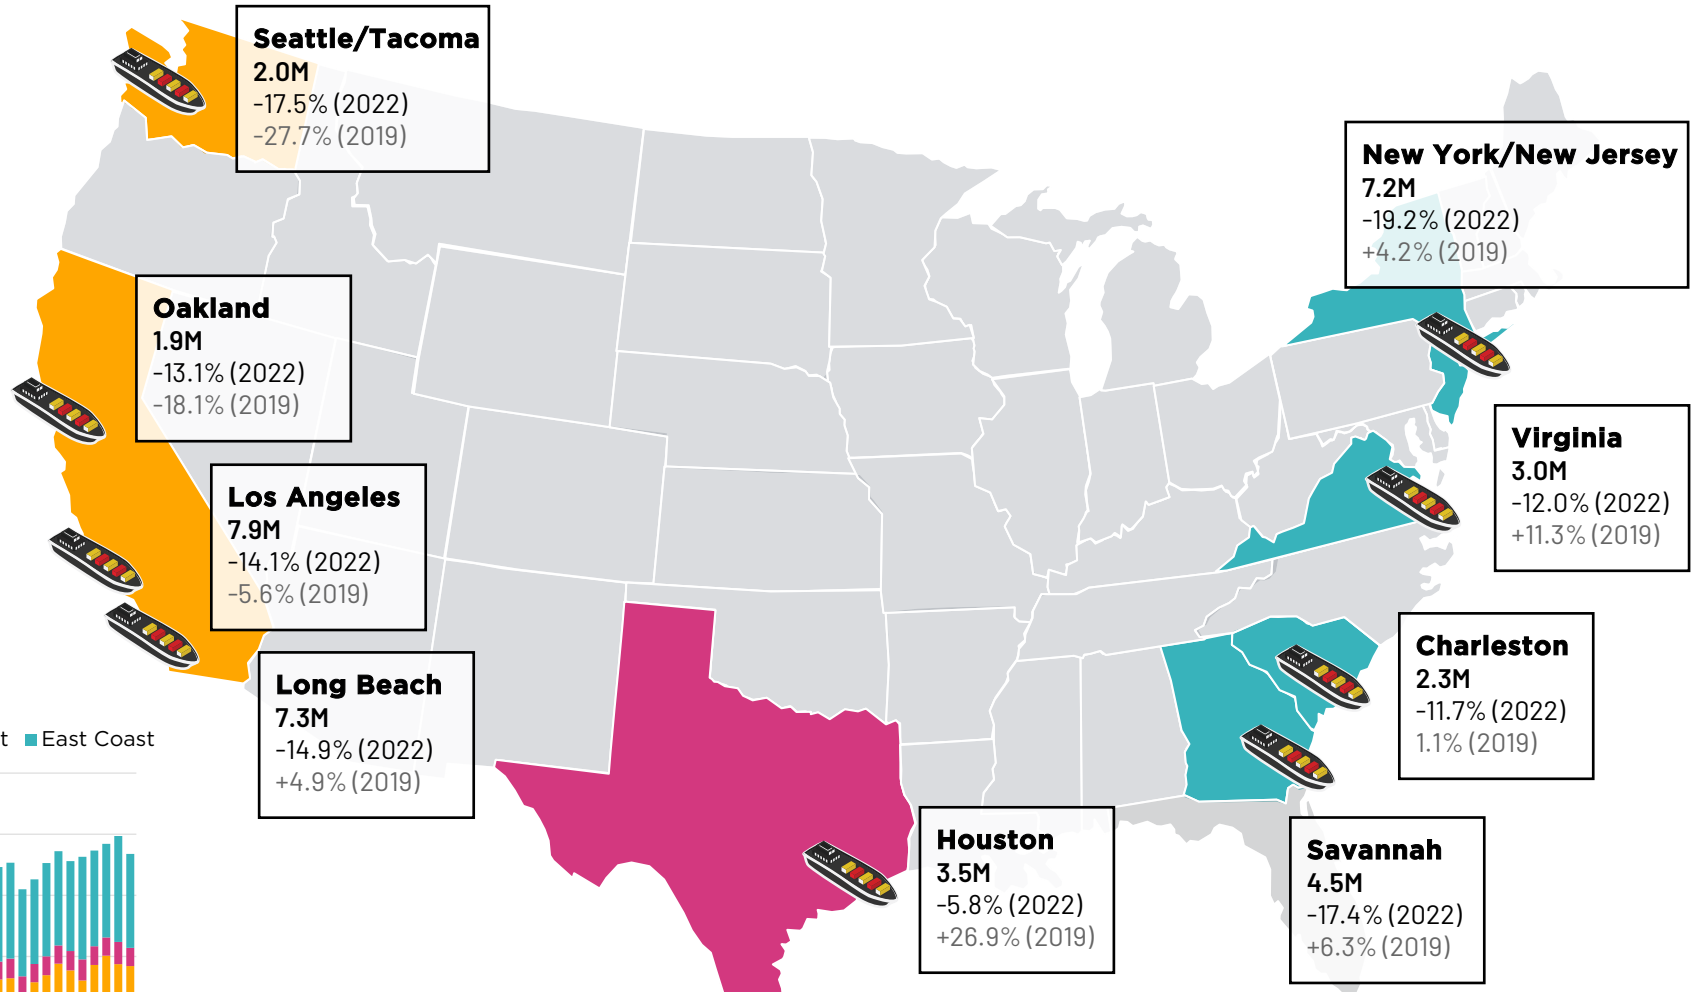 Seattle/Tacoma
2.0M
-17.5% (2022)
-27.7% (2019)
New York/New Jersey
7.2M
-19.2% (2022)
+4.2% (2019)
Oakland
1.9M
-13.1% (2022)
-18.1% (2019)
Virginia
3.0M
-12.0% (2022)
+11.3% (2019)
Los Angeles
7.9M
-14.1% (2022)
-5.6% (2019)
Charleston
2.3M
-11.7% (2022)
1.1% (2019)
Long Beach
7.3M
-14.9% (2022)
+4.9% (2019)
t East Coast
Houston
3.5M
-5.8% (2022)
+26.9% (2019)
Savannah
4.5M
-17.4% (2022)
+6.3% (2019)